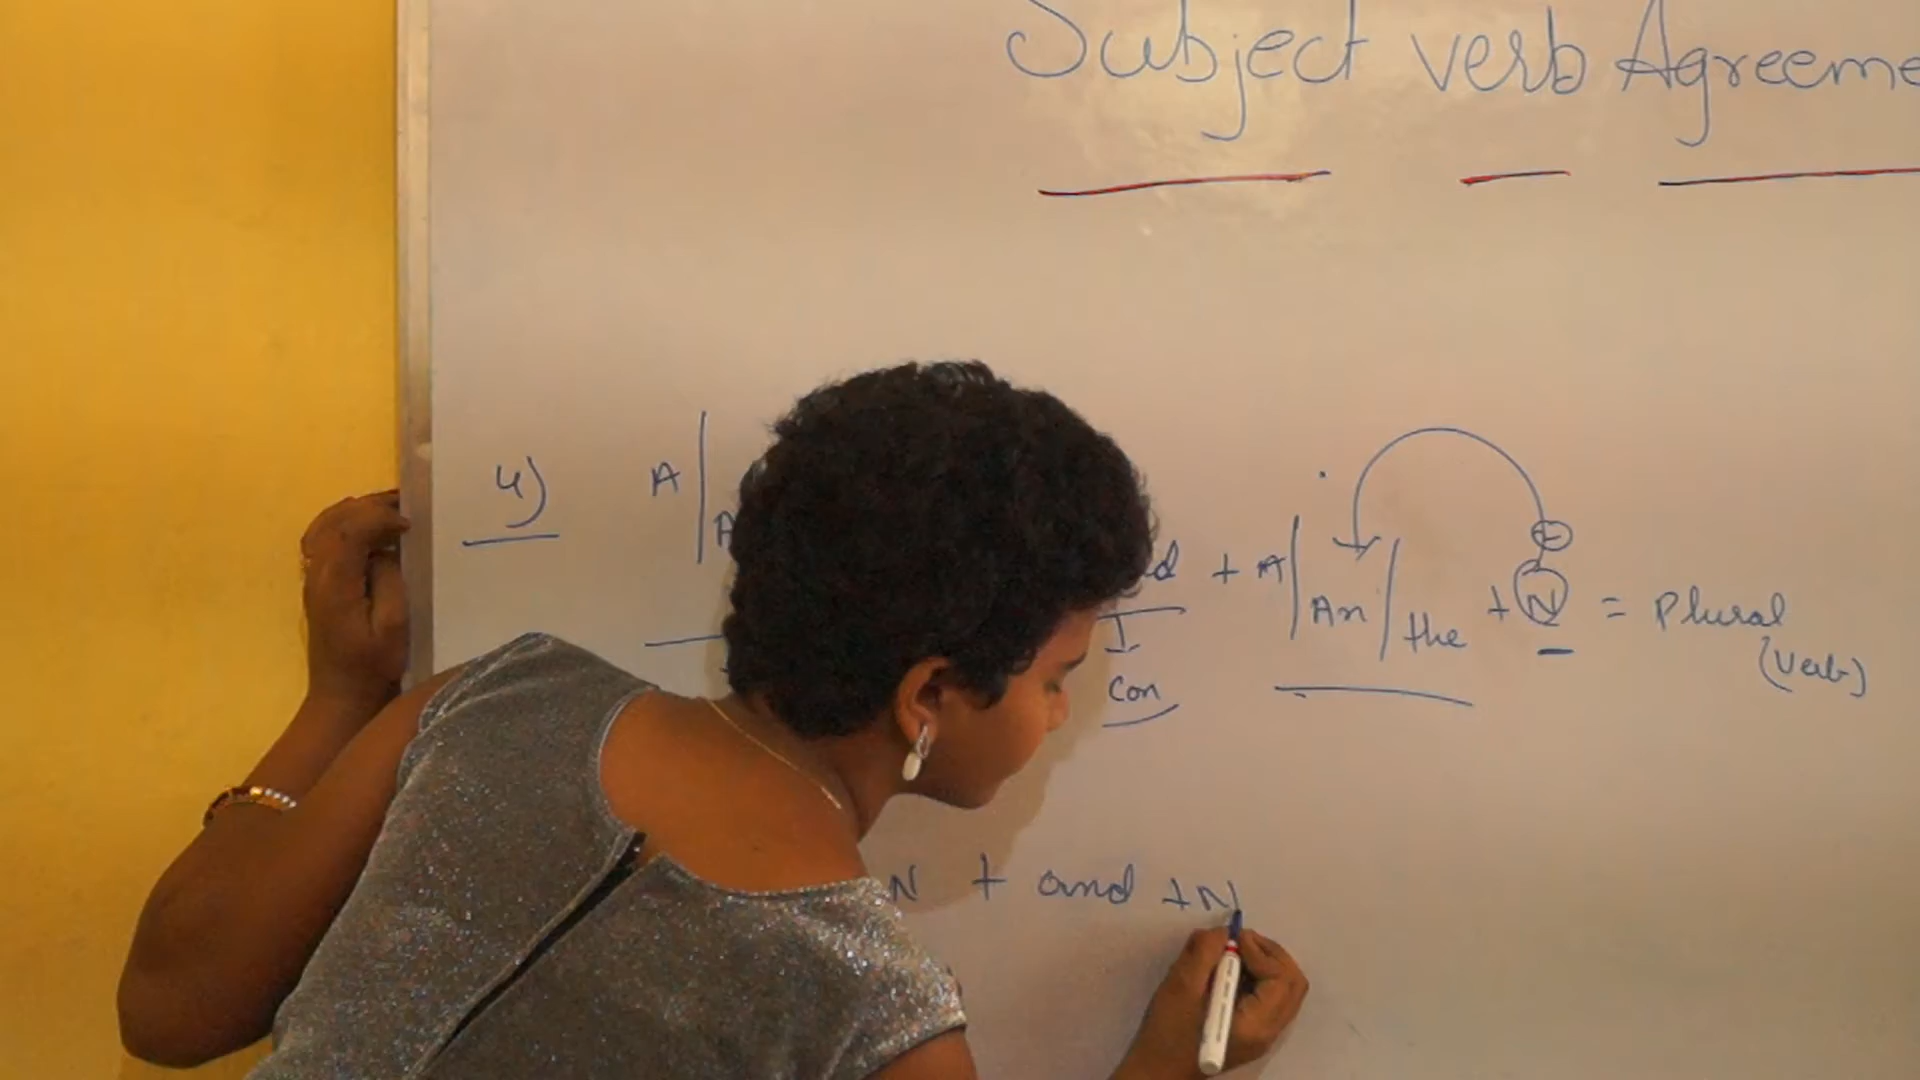 Subject verb Agreeme
4) A| A d + A|An/the + N = Plural
I (Verb)
Con
N + and + N